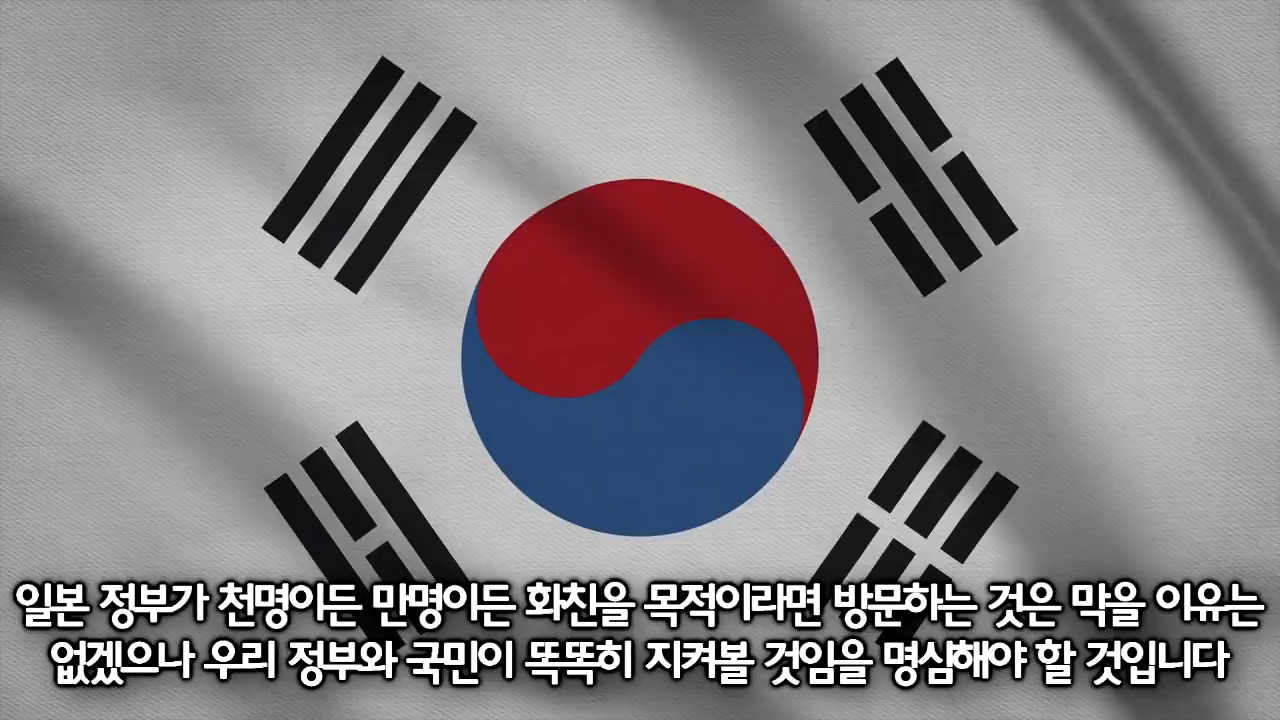 일본 정부가 천명이든 만명이든 화친을 목적이라면 방문하는 것은 막을 이유는
없겠으나 우리 정부와 국민이 똑똑히 지켜볼 것임을 명심해야 할 것입니다